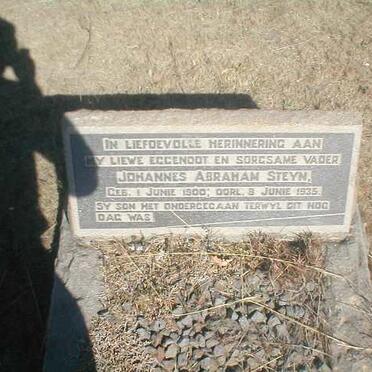 IN LIEFDEVOLLE HERINNERING AAN
MY LIEWE EGGENOOT EN SORGSAME VADER
JOHANNES ABRAHAM STEYN.
GEB. 1 JUNIE 1900; OORL. 9 JUNIE 1935.
SY SON HET ONDERGEGAAN TERWYL DIT NOG
DAG WAS